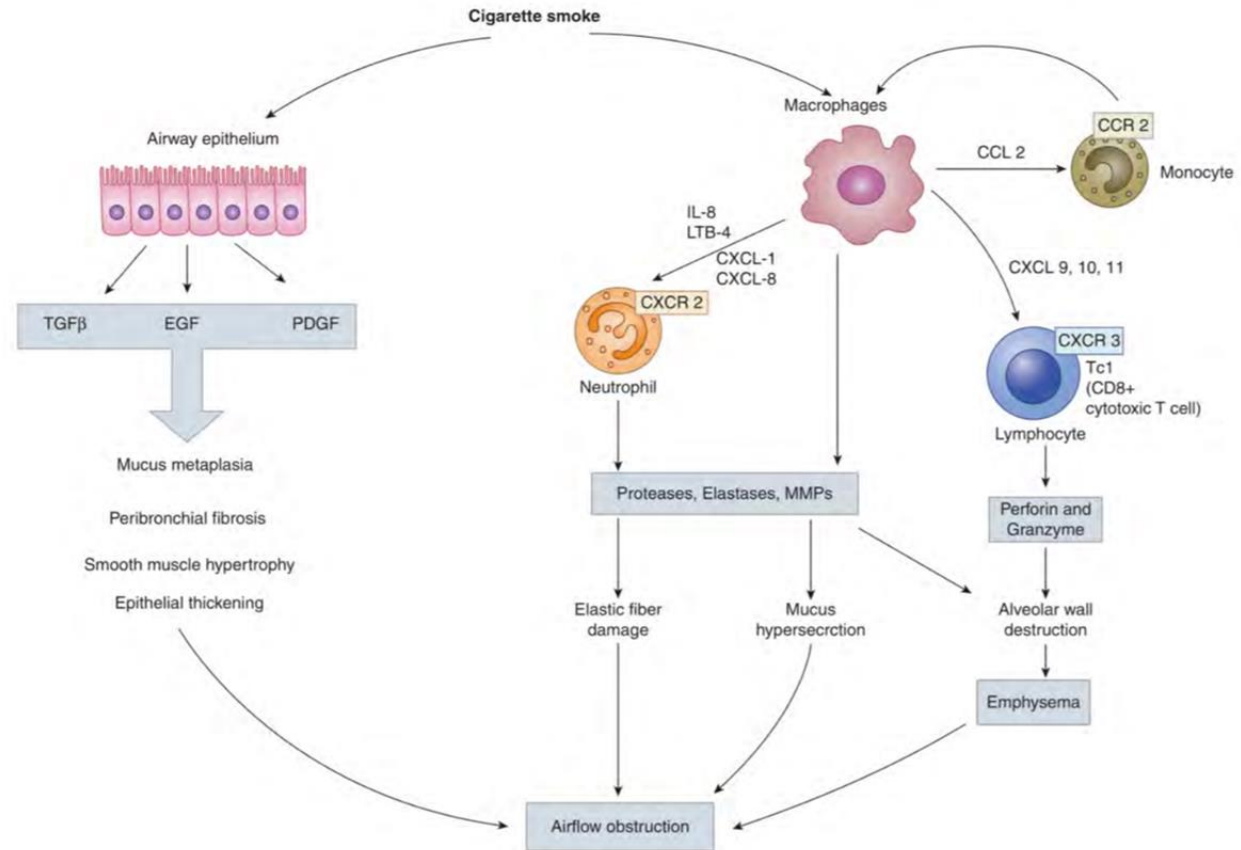 Cigarette smoke
Airway epithelium
TGFβ EGF PDGF
Mucus metaplasia
Peribronchial fibrosis
Smooth muscle hypertrophy
Epithelial thickening
Macrophages
CCL 2
CCR 2
Monocyte
IL-8
LTB-4
CXCL-1
CXCL-8
CXCR 2
Neutrophil
CXCL 9, 10, 11
CXCR 3
Tc1
(CD8+
cytotoxic T cell)
Lymphocyte
Proteases, Elastases, MMPs
Perforin and
Granzyme
Elastic fiber
damage
Mucus
hypersecrction
Alveolar wall
destruction
Emphysema
Airflow obstruction